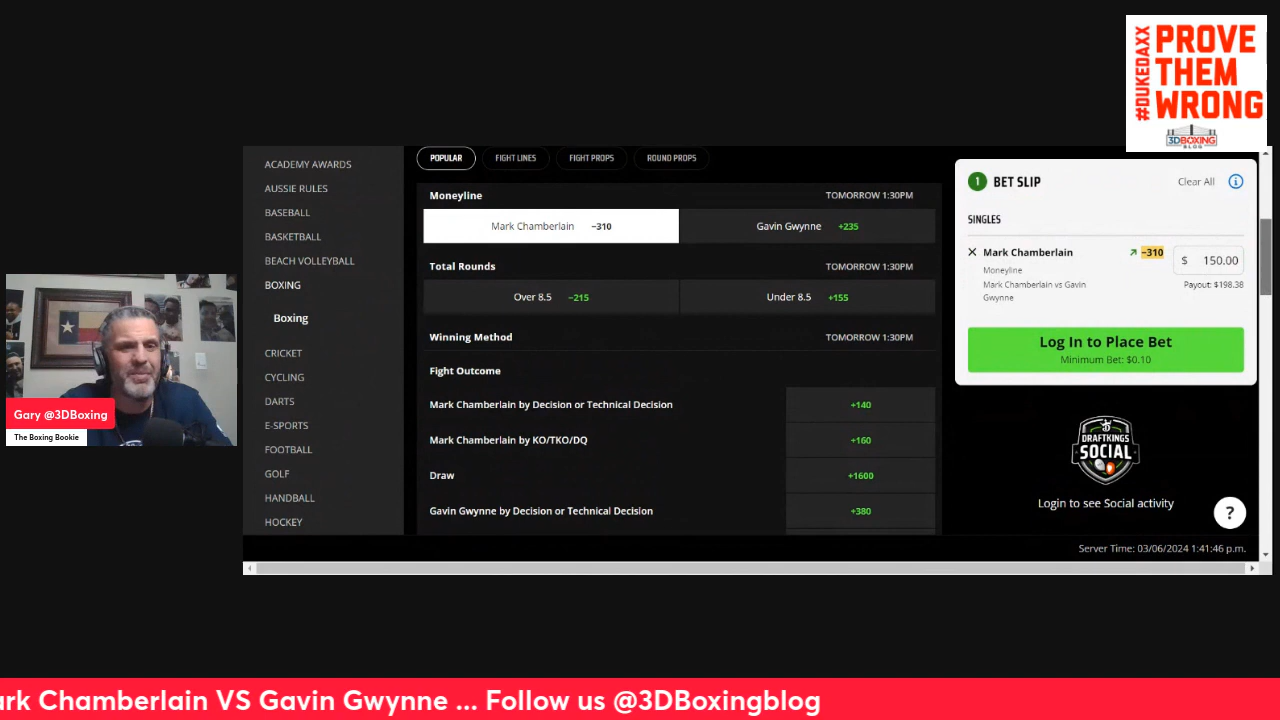 #DUKEDAXX
PROVE
THEM
WRONG
3DBOXING
BLOG
ACADEMY AWARDS
AUSSIE RULES
BASEBALL
BASKETBALL
BEACH VOLLEYBALL
BOXING
Boxing
CRICKET
CYCLING
DARTS
E-SPORTS
FOOTBALL
GOLF
HANDBALL
HOCKEY
POPULAR FIGHT LINES FIGHT PROPS ROUND PROPS
Moneyline TOMORROW 1:30PM
Mark Chamberlain −310 Gavin Gwynne +235
Total Rounds TOMORROW 1:30PM
Over 8.5 −215 Under 8.5 +155
Winning Method TOMORROW 1:30PM
Fight Outcome
Mark Chamberlain by Decision or Technical Decision +140
Mark Chamberlain by KO/TKO/DQ +160
Draw +1600
Gavin Gwynne by Decision or Technical Decision +380
1 BET SLIP Clear All i
SINGLES
Mark Chamberlain −310 $ 150.00
Moneyline Payout: $198.38
Mark Chamberlain vs Gavin
Gwynne
Log In to Place Bet
Minimum Bet: $0.10
DRAFTKINGS
SOCIAL
Login to see Social activity
?
Server Time: 03/06/2024 1:41:46 p.m.
Gary @3DBoxing
The Boxing Bookie
ark Chamberlain VS Gavin Gwynne ... Follow us @3DBoxingblog